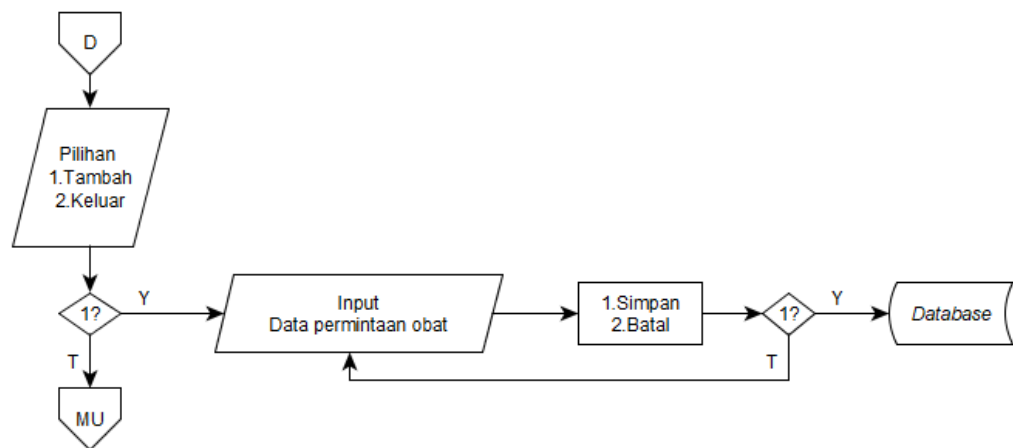 D
Pilihan
1.Tambah
2.Keluar
1?
Y
T
MU
Input
Data permintaan obat
1.Simpan
2.Batal
1?
Y
T
Database